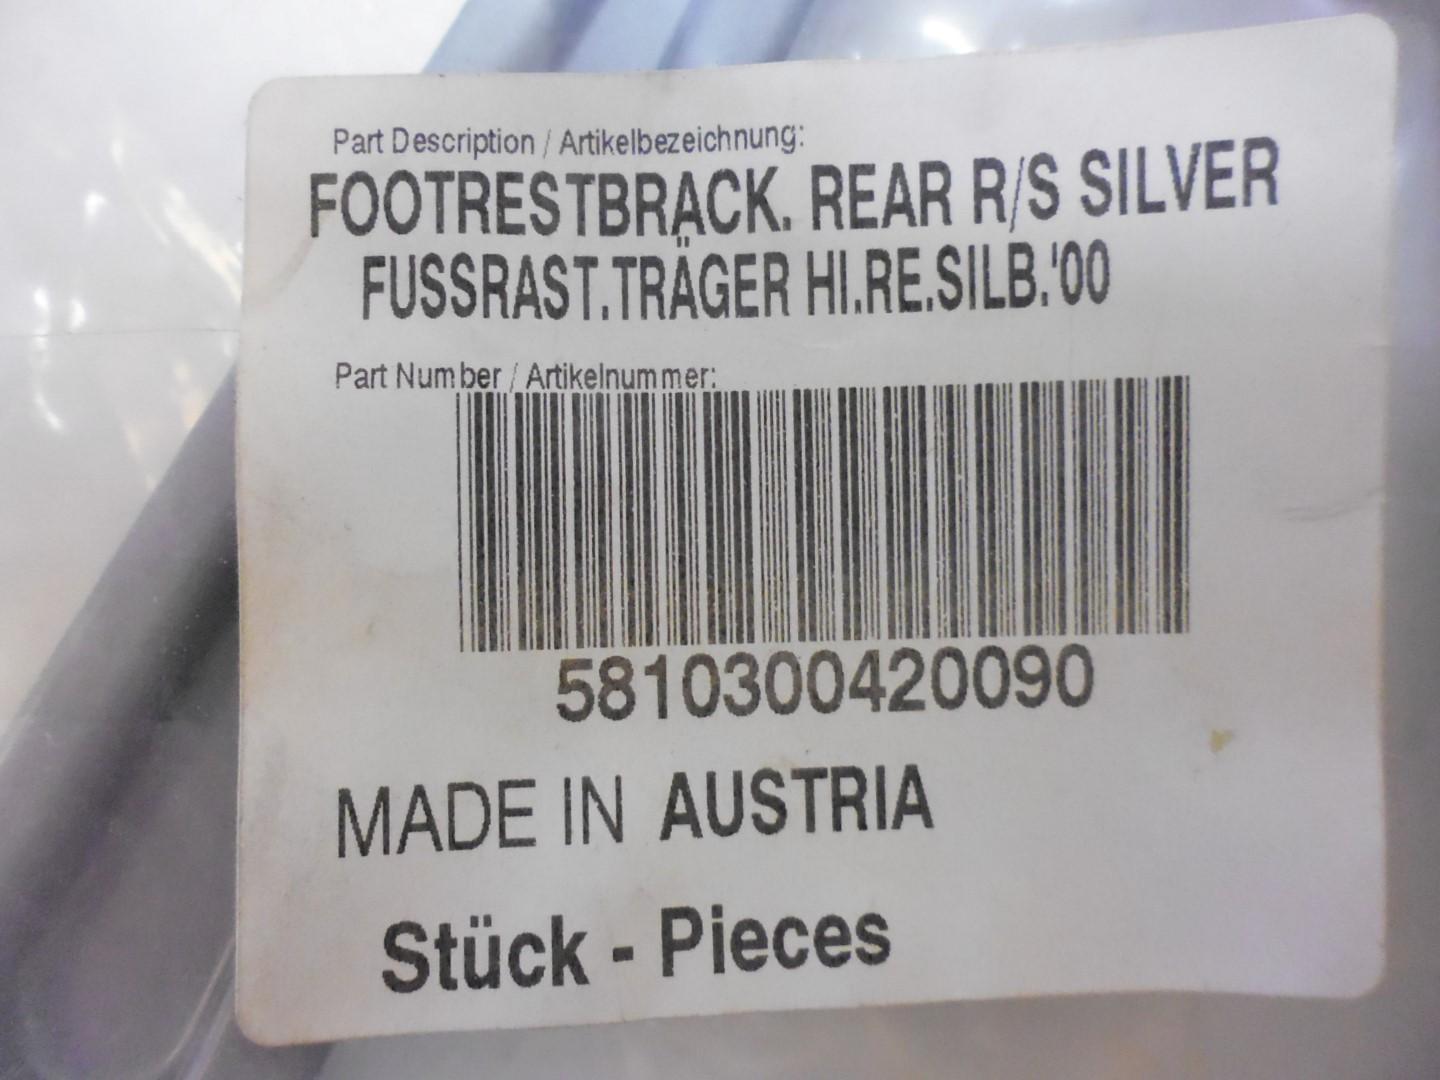 Part Description / Artikelbezeichnung:
FOOTRESTBRACK. REAR R/S SILVER
FUSSRAST.TRÄGER HI.RE.SILB.'00
Part Number / Artikelnummer:
5810300420090
MADE IN AUSTRIA
Stück - Pieces